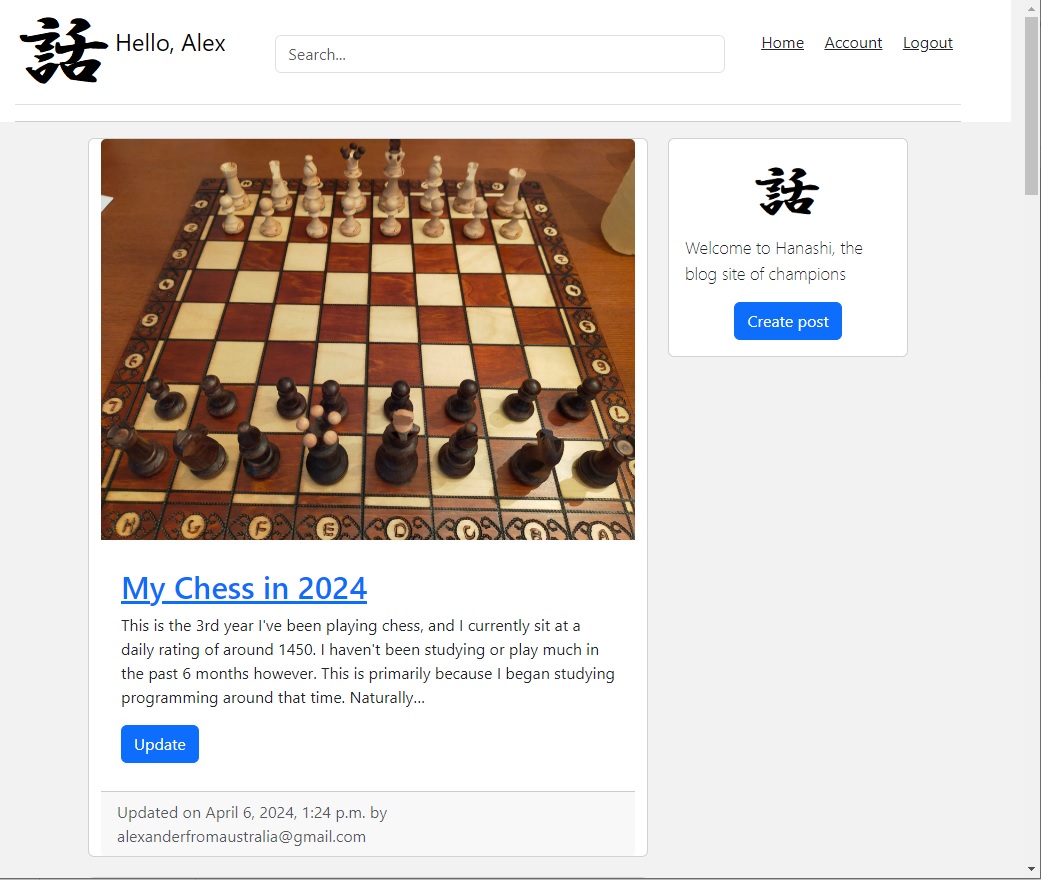 話
Hello, Alex
Search...
Home Account Logout
My Chess in 2024
This is the 3rd year I've been playing chess, and I currently sit at a
daily rating of around 1450. I haven't been studying or play much in
the past 6 months however. This is primarily because I began studying
programming around that time. Naturally...
Update
Updated on April 6, 2024, 1:24 p.m. by
alexanderfromaustralia@gmail.com
話
Welcome to Hanashi, the
blog site of champions
Create post
H G F E D C B A